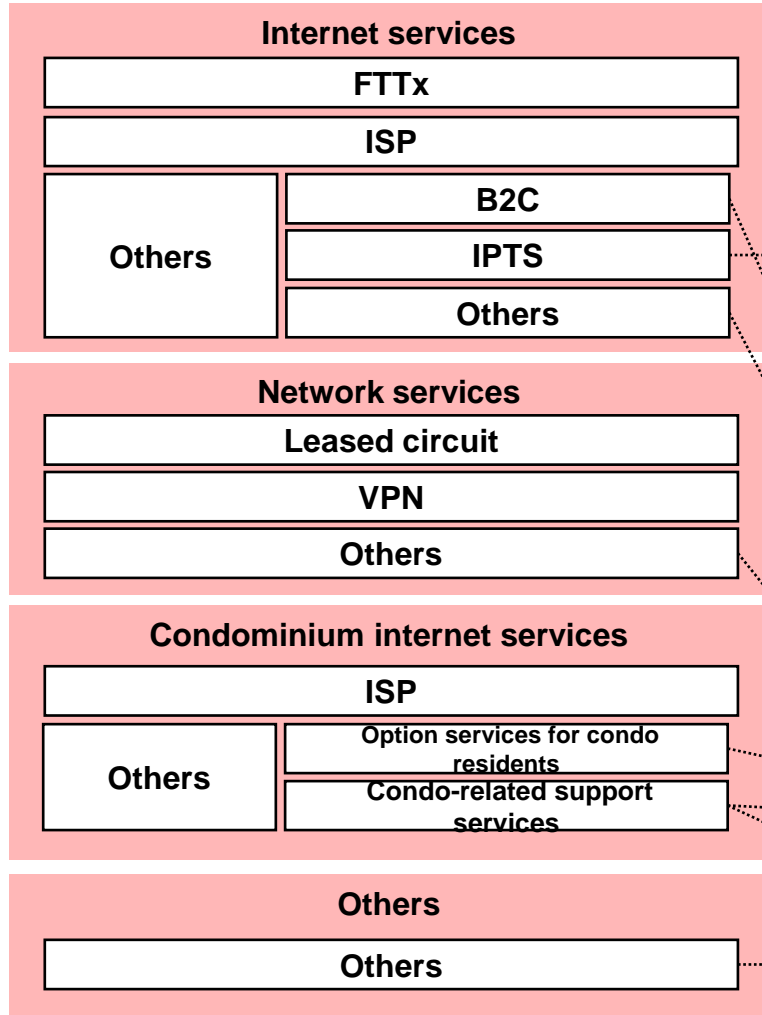 Internet services
FTTx
ISP
Others
B2C
IPTS
Others
Network services
Leased circuit
VPN
Others
Condominium internet services
ISP
Others
Option services for condo
residents
Condo-related support
services
Others
Others